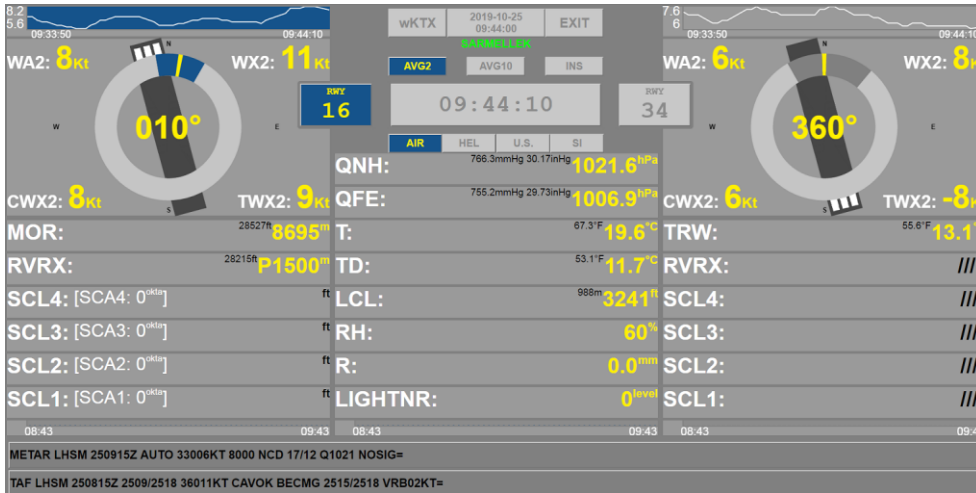 8.2
5.6
09:33:50 09:44:10
wKTX
2019-10-25
09:44:00
EXIT
SARMELLEK
7.6
6
09:33:50 09:44:10
WA2: 8Kt
WX2: 11Kt
N
W
E
S
010°
CWX2: 8Kt
TWX2: 9Kt
AVG2 AVG10 INS
RWY
16
09:44:10
RWY
34
AIR HEL U.S. SI
WA2: 6Kt
WX2: 8K
N
W
E
S
360°
CWX2: 6Kt
TWX2: -8K
QNH: 766.3mmHg 30.17inHg 1021.6hPa
QFE: 755.2mmHg 29.73inHg 1006.9hPa
MOR: 28527ft 8695m
T: 67.3°F 19.6°C
TRW: 55.6°F 13.1°
RVRX: 28215ft P1500m
TD: 53.1°F 11.7°C
RVRX: ///
SCL4: [SCA4: 0okta] ft
LCL: 988m 3241ft
SCL4: ///
SCL3: [SCA3: 0okta] ft
RH: 60%
SCL3: ///
SCL2: [SCA2: 0okta] ft
R: 0.0mm
SCL2: ///
SCL1: [SCA1: 0okta] ft
LIGHTNR: 0level
SCL1: ///
08:43 09:43
08:43 09:43
08:43 09:4
METAR LHSM 250915Z AUTO 33006KT 8000 NCD 17/12 Q1021 NOSIG=
TAF LHSM 250815Z 2509/2518 36011KT CAVOK BECMG 2515/2518 VRB02KT=